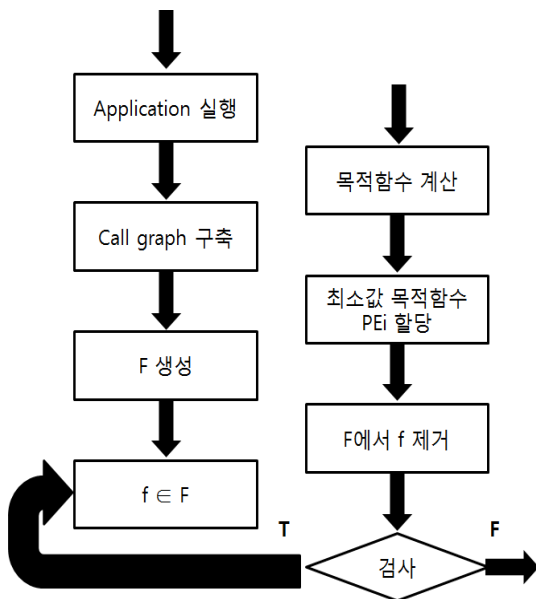 Application 실행
Call graph 구축
F 생성
f ∈ F
목적함수 계산
최소값 목적함수
PEi 할당
F에서 f 제거
검사
T
F